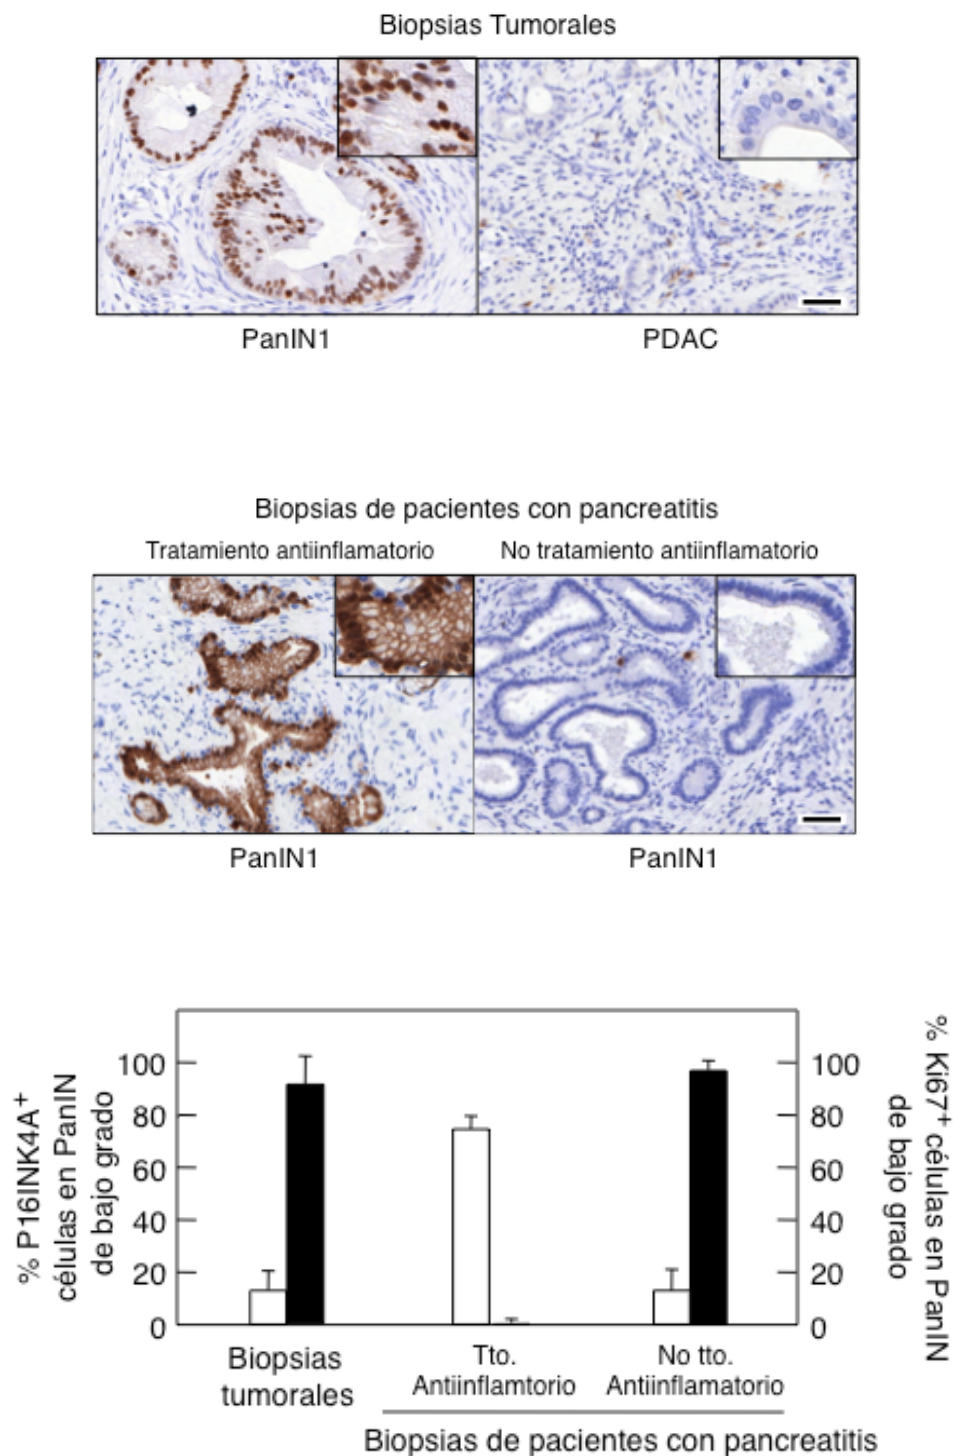 Biopsias Tumorales
PanIN1
PDAC
Biopsias de pacientes con pancreatitis
Tratamiento antiinflamatorio
No tratamiento antiinflamatorio
PanIN1
PanIN1
% P16INK4A+
células en PanIN
de bajo grado
100
80
60
40
20
0
100
80
60
40
20
0
% Ki67+ células en PanIN
de bajo grado
Biopsias
tumorales
Tto.
Antiinflamtorio
No tto.
Antiinflamatorio
Biopsias de pacientes con pancreatitis